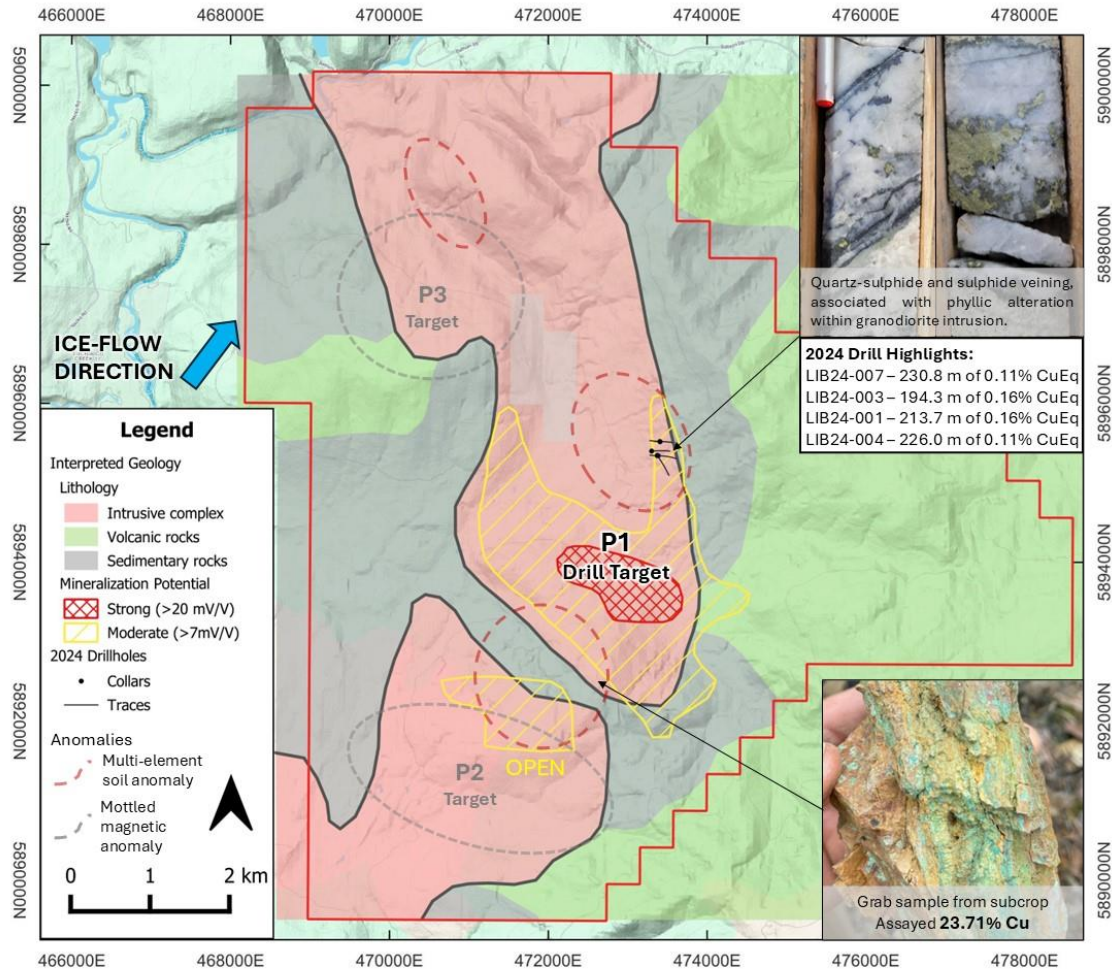 466000E 468000E 470000E 472000E 474000E 476000E 478000E
5900000N
5898000N
5896000N
5894000N
5892000N
5890000N
5900000N
5898000N
5896000N
5894000N
5892000N
5890000N
Quartz-sulphide and sulphide veining,
associated with phyllic alteration
within granodiorite intrusion.
2024 Drill Highlights:
LIB24-007 – 230.8 m of 0.11% CuEq
LIB24-003 – 194.3 m of 0.16% CuEq
LIB24-001 – 213.7 m of 0.16% CuEq
LIB24-004 – 226.0 m of 0.11% CuEq
P3
Target
ICE-FLOW
DIRECTION
P1
Drill Target
P2
Target
OPEN
Legend
Interpreted Geology
Lithology
Intrusive complex
Volcanic rocks
Sedimentary rocks
Mineralization Potential
Strong (>20 mV/V)
Moderate (>7mV/V)
2024 Drillholes
Collars
Traces
Anomalies
Multi-element
soil anomaly
Mottled
magnetic
anomaly
0 1 2 km
Grab sample from subcrop
Assayed 23.71% Cu
466000E 468000E 470000E 472000E 474000E 476000E 478000E